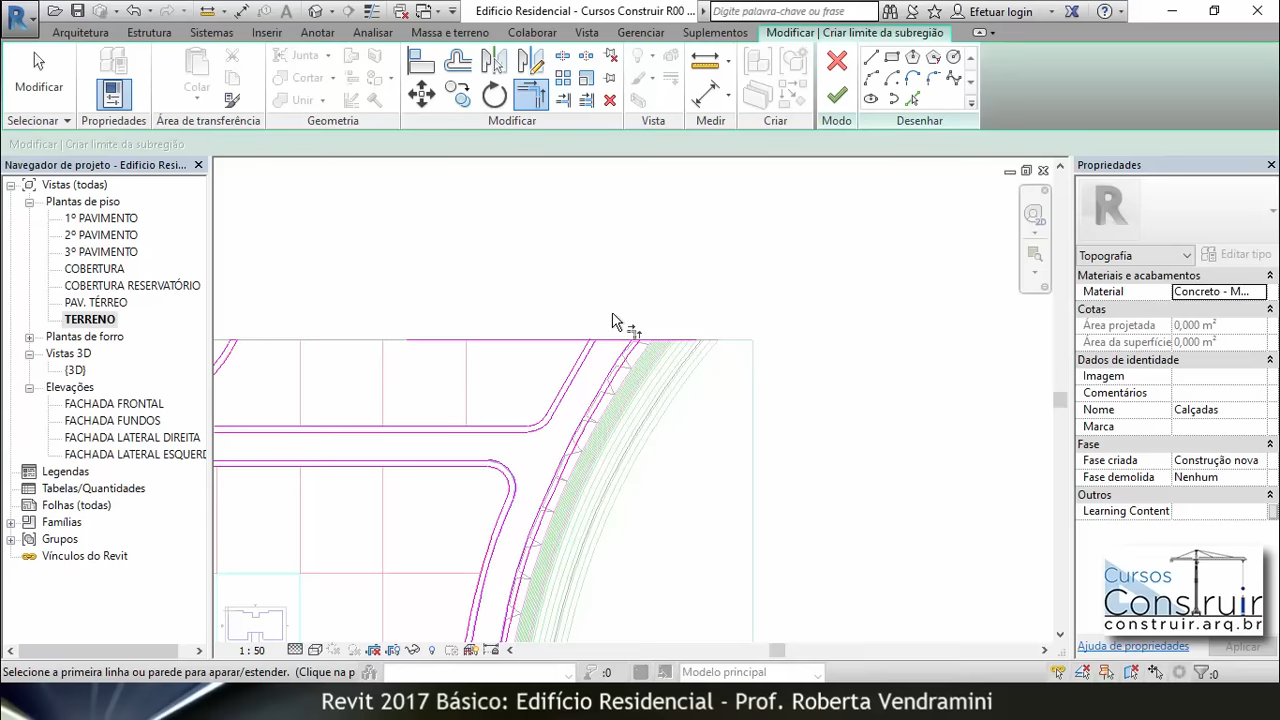 Edifício Residencial - Cursos Construir R00 ...
Digite palavra-chave ou frase
Efetuar login
Arquitetura
Estrutura
Sistemas
Inserir
Anotar
Analisar
Massa e terreno
Colaborar
Vista
Gerenciar
Suplementos
Modificar | Criar limite da subregião
Modificar
Colar
Junta
Cortar
Unir
Selecionar
Propriedades
Área de transferência
Geometria
Modificar
Vista
Medir
Criar
Modo
Desenhar
Modificar | Criar limite da subregião
Navegador de projeto - Edifício Resi...
Vistas (todas)
Plantas de piso
1º PAVIMENTO
2º PAVIMENTO
3º PAVIMENTO
COBERTURA
COBERTURA RESERVATÓRIO
PAV. TÉRREO
TERRENO
Plantas de forro
Vistas 3D
{3D}
Elevações
FACHADA FRONTAL
FACHADA FUNDOS
FACHADA LATERAL DIREITA
FACHADA LATERAL ESQUERD
Legendas
Tabelas/Quantidades
Folhas (todas)
Famílias
Grupos
Vínculos do Revit
2D
Propriedades
R
Topografia
Editar tipo
Materiais e acabamentos
Material Concreto - M...
Cotas
Área projetada 0,000 m²
Área da superfície 0,000 m²
Dados de identidade
Imagem
Comentários
Nome Calçadas
Marca
Fase
Fase criada Construção nova
Fase demolida Nenhum
Outros
Learning Content
Cursos
Construir
construir.arq.br
Ajuda de propriedades
Aplicar
1 : 50
Selecione a primeira linha ou parede para aparar/estender. (Clique na p
:0
Modelo principal
:0
Revit 2017 Básico: Edifício Residencial - Prof. Roberta Vendramini